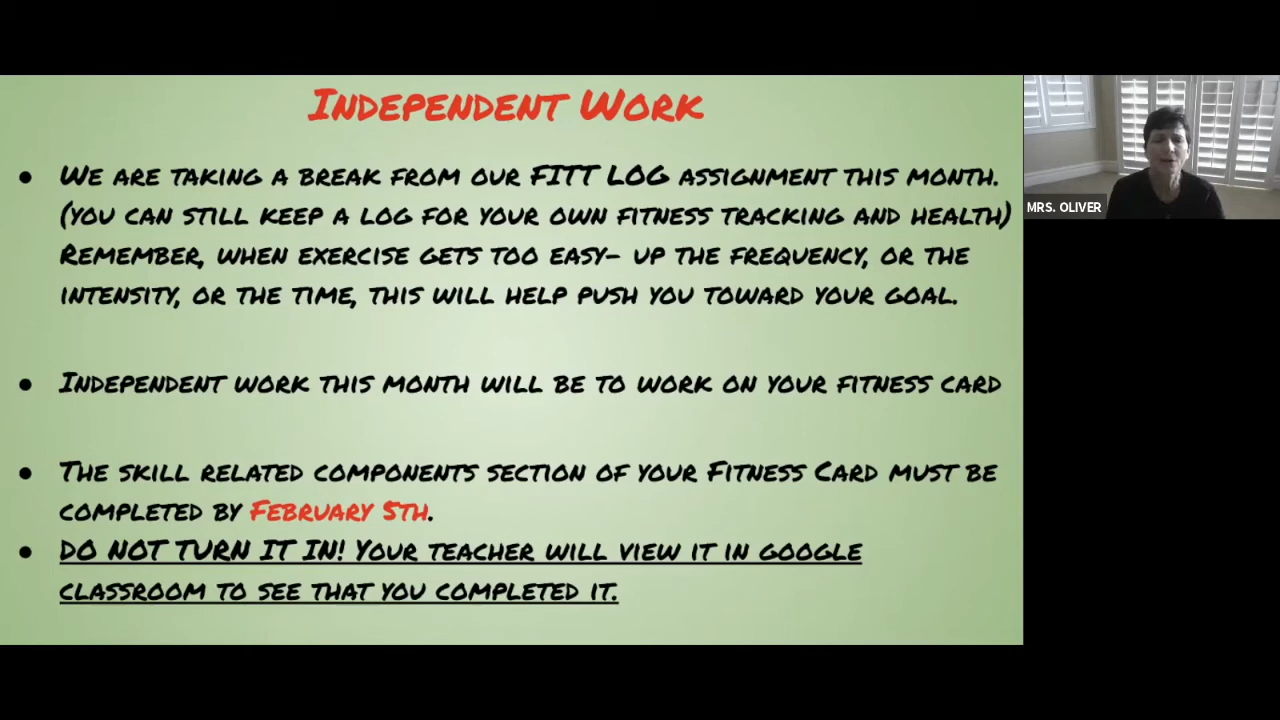 Independent Work
● We are taking a break from our FITT LOG assignment this month.
(you can still keep a log for your own fitness tracking and health)
Remember, when exercise gets too easy- up the frequency, or the
intensity, or the time, this will help push you toward your goal.
● Independent work this month will be to work on your fitness card
● The skill related components section of your Fitness Card must be
completed by February 5th.
● DO NOT TURN IT IN! Your teacher will view it in google
classroom to see that you completed it.
MRS. OLIVER